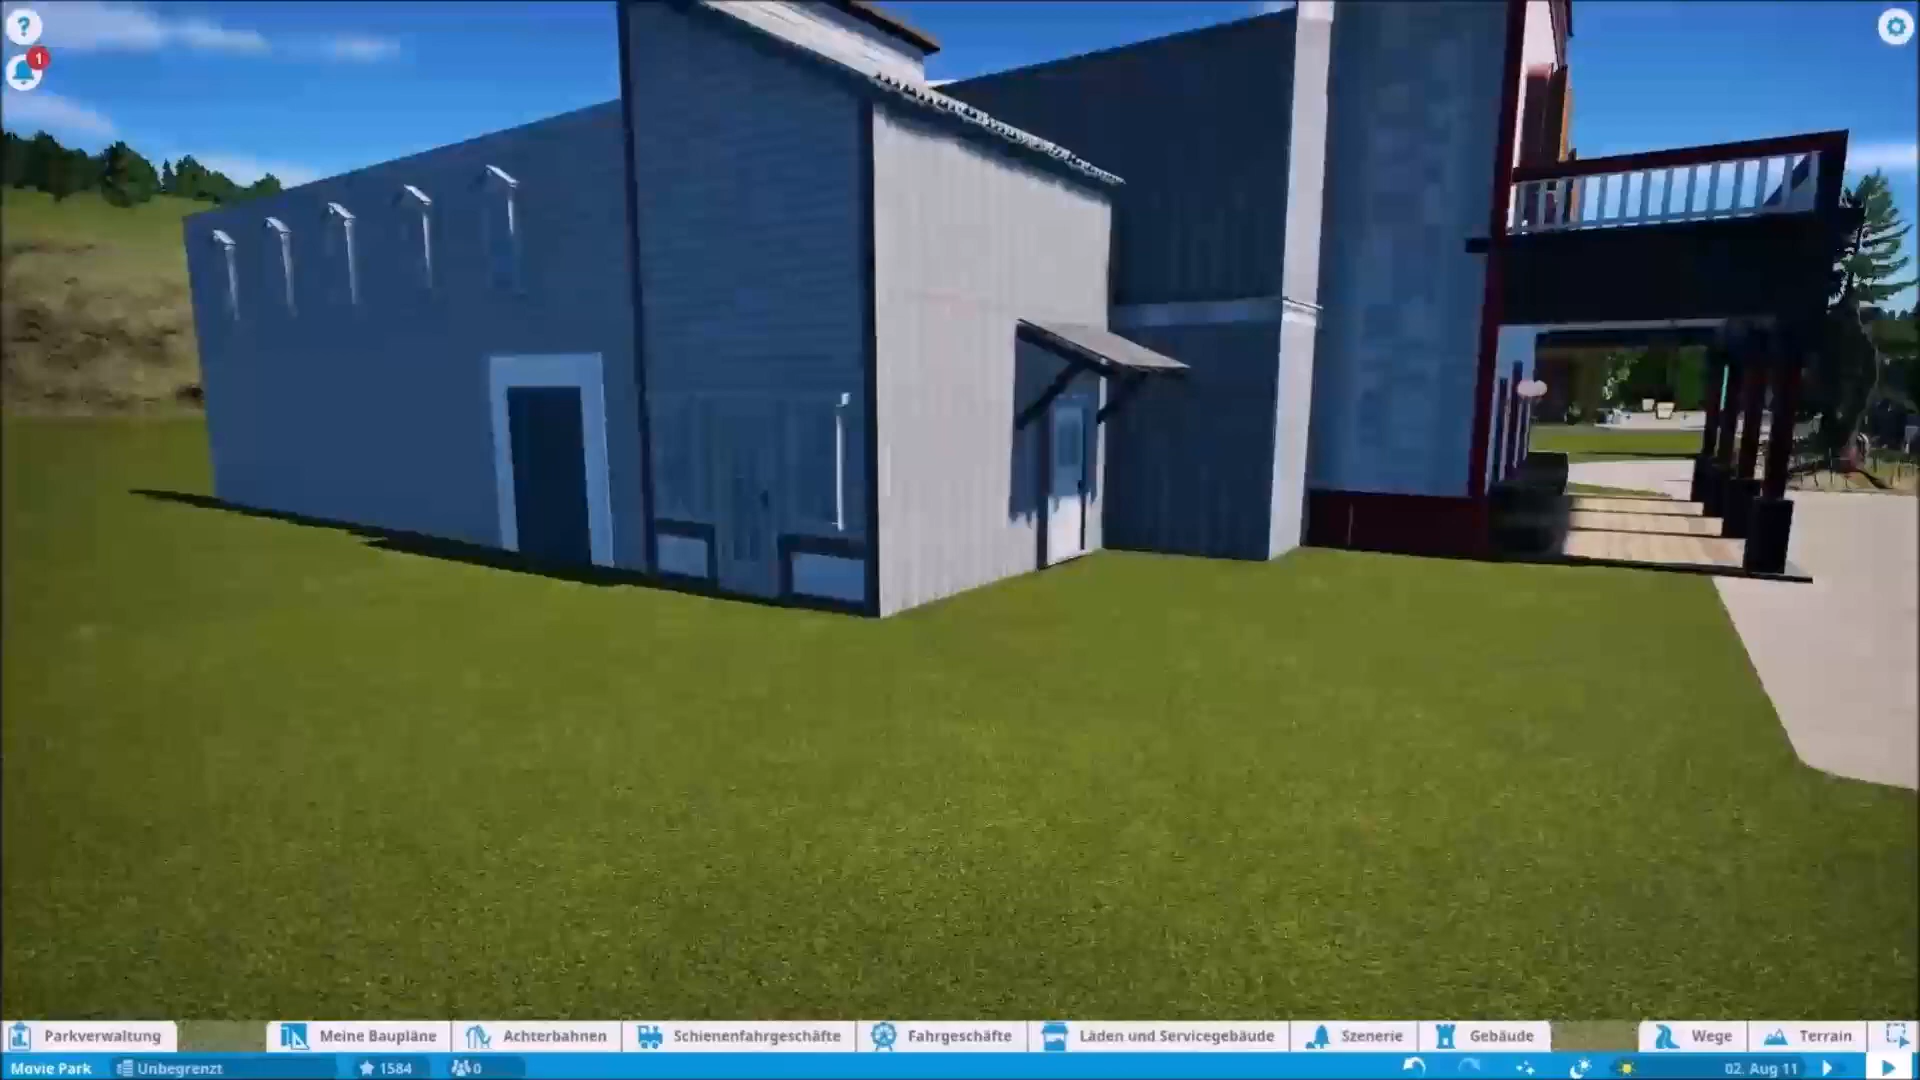 ?
1
Parkverwaltung Meine Baupläne Achterbahnen Schienenfahrgeschäfte Fahrgeschäfte Läden und Servicegebäude Szenerie Gebäude Wege Terrain
Movie Park Unbegrenzt 1584 0 02. Aug 11